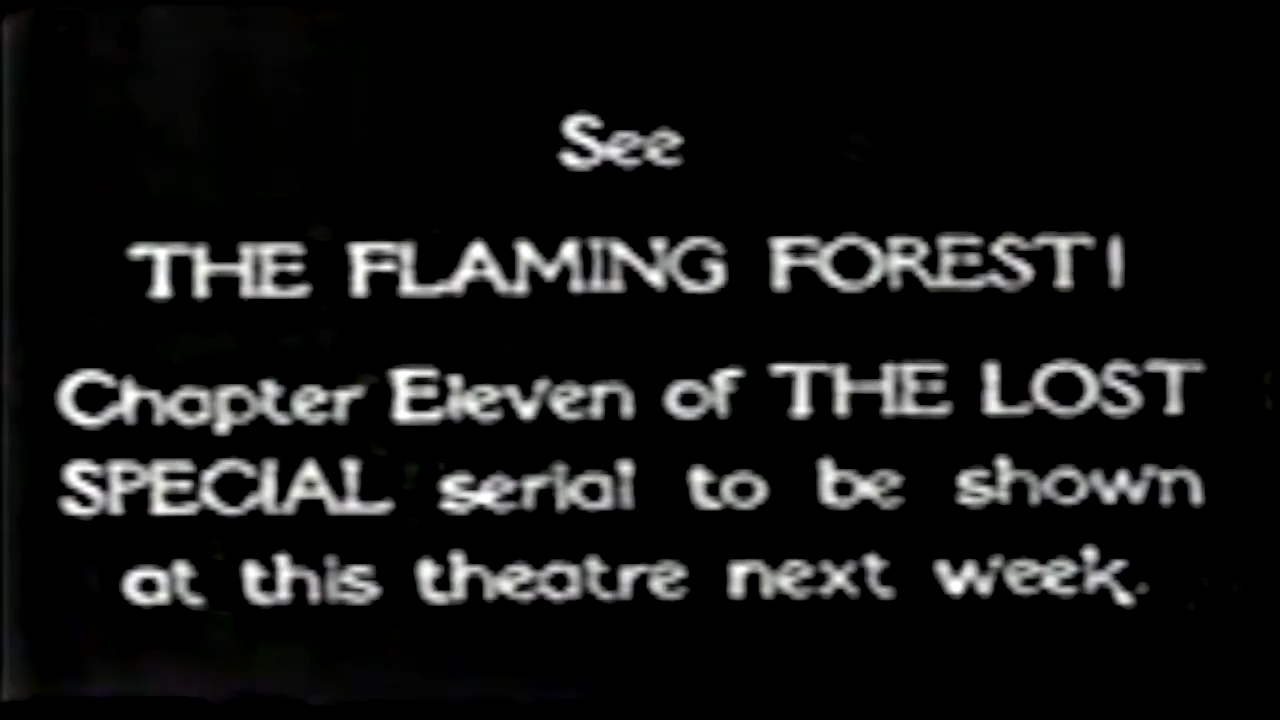 See
THE FLAMING FOREST!
Chapter Eleven of THE LOST
SPECIAL serial to be shown
at this theatre next week.